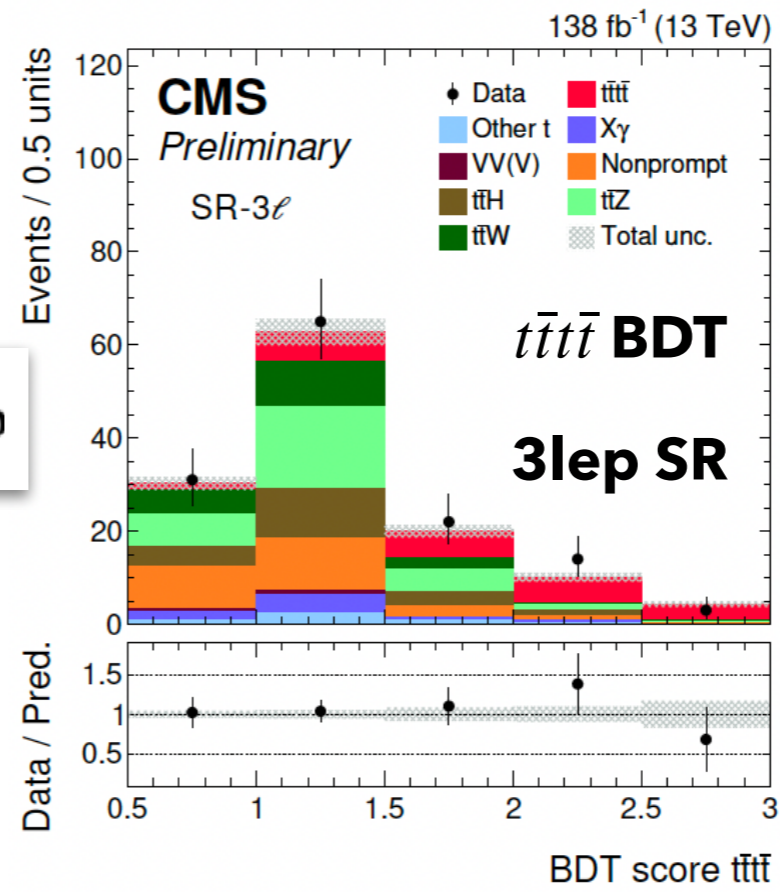 138 fb⁻¹ (13 TeV)
Events / 0.5 units
120
100
80
60
40
20
0
CMS
Preliminary
SR-3ℓ
Data
tt̄tt̄
Other t
Xγ
VV(V)
Nonprompt
tt̄H
tt̄Z
tt̄W
Total unc.
tt̄tt̄ BDT
3lep SR
Data / Pred.
1.5
1
0.5
0.5 1 1.5 2 2.5 3
BDT score tt̄tt̄